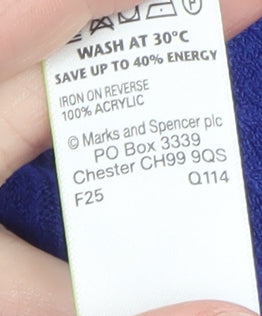 P
WASH AT 30°C
SAVE UP TO 40% ENERGY
IRON ON REVERSE
100% ACRYLIC
© Marks and Spencer plc
PO Box 3339
Chester CH99 9QS
F25 Q114